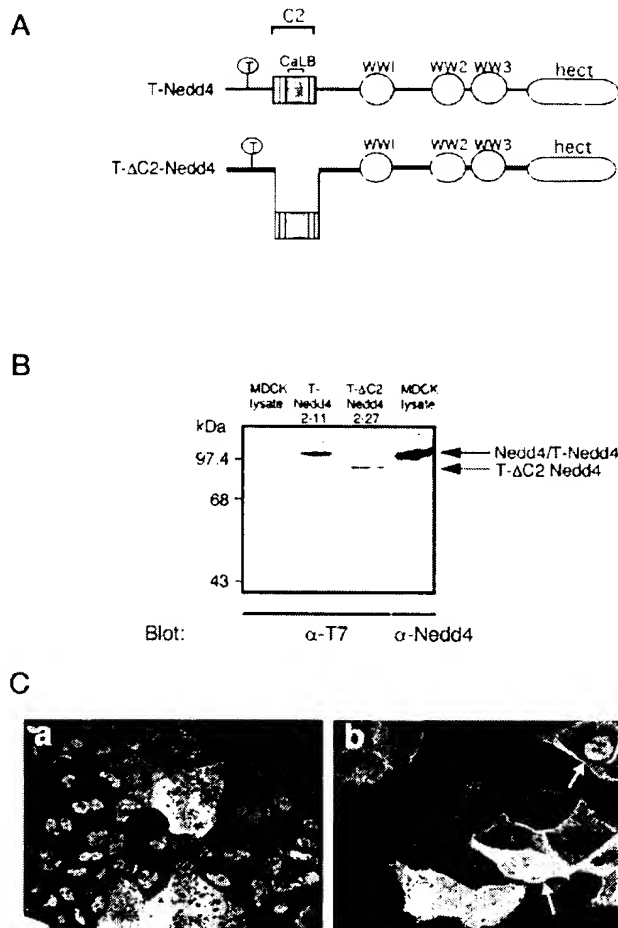 A
C2
CaLB
T
WW1 WW2 WW3 hect
T-Nedd4
T
WW1 WW2 WW3 hect
T-ΔC2-Nedd4
B
MDCK lysate
T- Nedd4 2-11
T-ΔC2 Nedd4 2-27
MDCK lysate
kDa
97.4
68
43
Nedd4/T-Nedd4
T-ΔC2 Nedd4
Blot: α-T7 α-Nedd4
C
a b